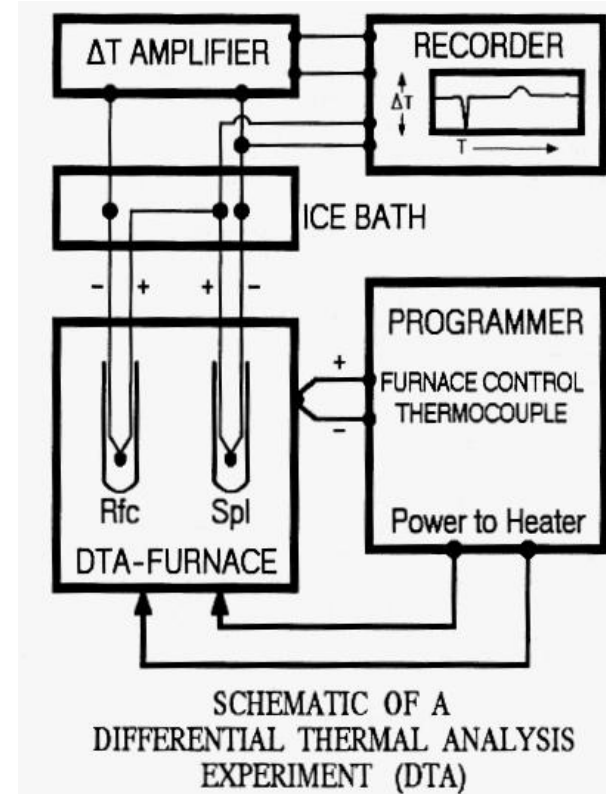 ΔT AMPLIFIER
RECORDER
ΔT
T
ICE BATH
- + + -
PROGRAMMER
+
FURNACE CONTROL
THERMOCOUPLE
-
Rfc Spl
Power to Heater
DTA-FURNACE
SCHEMATIC OF A
DIFFERENTIAL THERMAL ANALYSIS
EXPERIMENT (DTA)